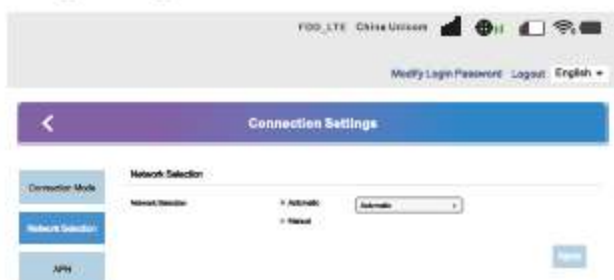 FDD_LTE China Unicom
Modify Login Password Logout English
Connection Settings
Connection Mode
Network Selection
APN
Network Selection
Network Selection
Automatic
Manual
Automatic
Apply